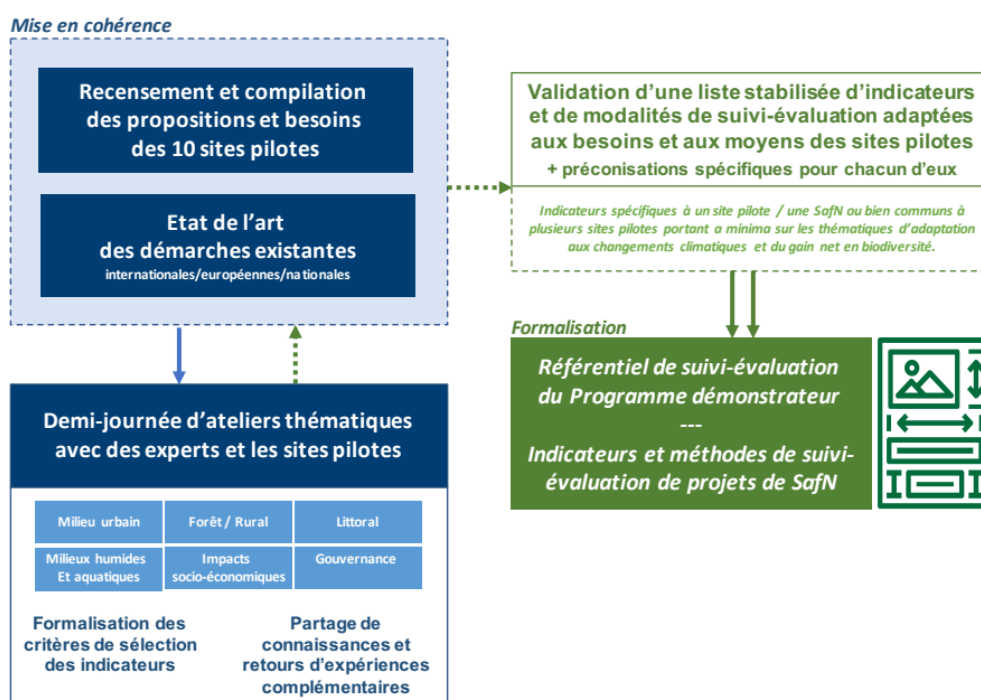 Mise en cohérence
Recensement et compilation
des propositions et besoins
des 10 sites pilotes
Etat de l'art
des démarches existantes
internationales/européennes/nationales
Demi-journée d'ateliers thématiques
avec des experts et les sites pilotes
Milieu urbain
Forêt / Rural
Littoral
Milieux humides
Et aquatiques
Impacts
socio-économiques
Gouvernance
Formalisation des
critères de sélection
des indicateurs
Partage de
connaissances et
retours d'expériences
complémentaires
Validation d'une liste stabilisée d'indicateurs
et de modalités de suivi-évaluation adaptées
aux besoins et aux moyens des sites pilotes
+ préconisations spécifiques pour chacun d'eux
Indicateurs spécifiques à un site pilote / une SafN ou bien communs à
plusieurs sites pilotes portant a minima sur les thématiques d'adaptation
aux changements climatiques et du gain net en biodiversité.
Formalisation
Référentiel de suivi-évaluation
du Programme démonstrateur
---
Indicateurs et méthodes de suivi-
évaluation de projets de SafN